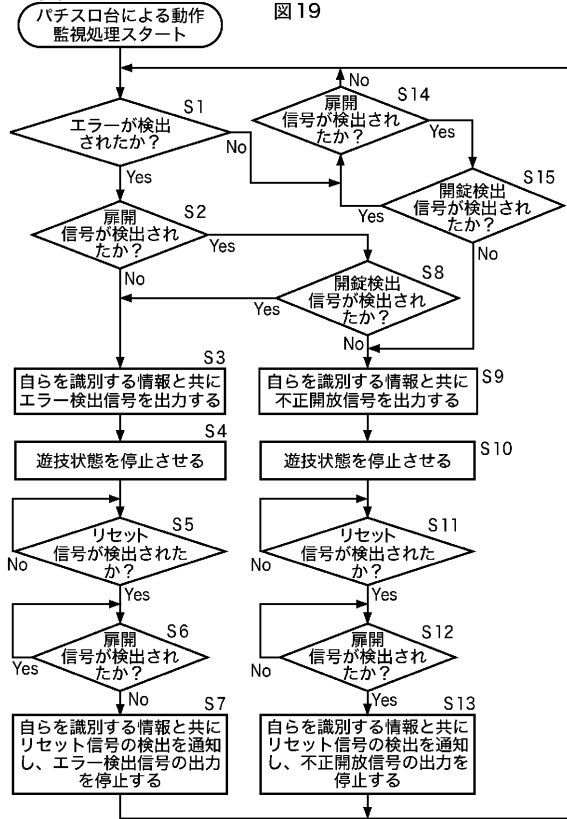 図19
パチスロ台による動作
監視処理スタート
S1
エラーが検出
されたか？
No
Yes
S14
扉開
信号が検出され
たか？
No
Yes
S15
開錠検出
信号が検出され
たか？
Yes
No
S2
扉開
信号が検出され
たか？
Yes
No
S8
開錠検出
信号が検出され
たか？
Yes
No
S3
自らを識別する情報と共に
エラー検出信号を出力する
S9
自らを識別する情報と共に
不正開放信号を出力する
S4
遊技状態を停止させる
S10
遊技状態を停止させる
S5
リセット
信号が検出された
か？
No
Yes
S11
リセット
信号が検出された
か？
No
Yes
S6
扉開
信号が検出され
たか？
Yes
No
S12
扉開
信号が検出され
たか？
No
Yes
S7
自らを識別する情報と共に
リセット信号の検出を通知
し、エラー検出信号の出力
を停止する
S13
自らを識別する情報と共に
リセット信号の検出を通知
し、不正開放信号の出力を
停止する